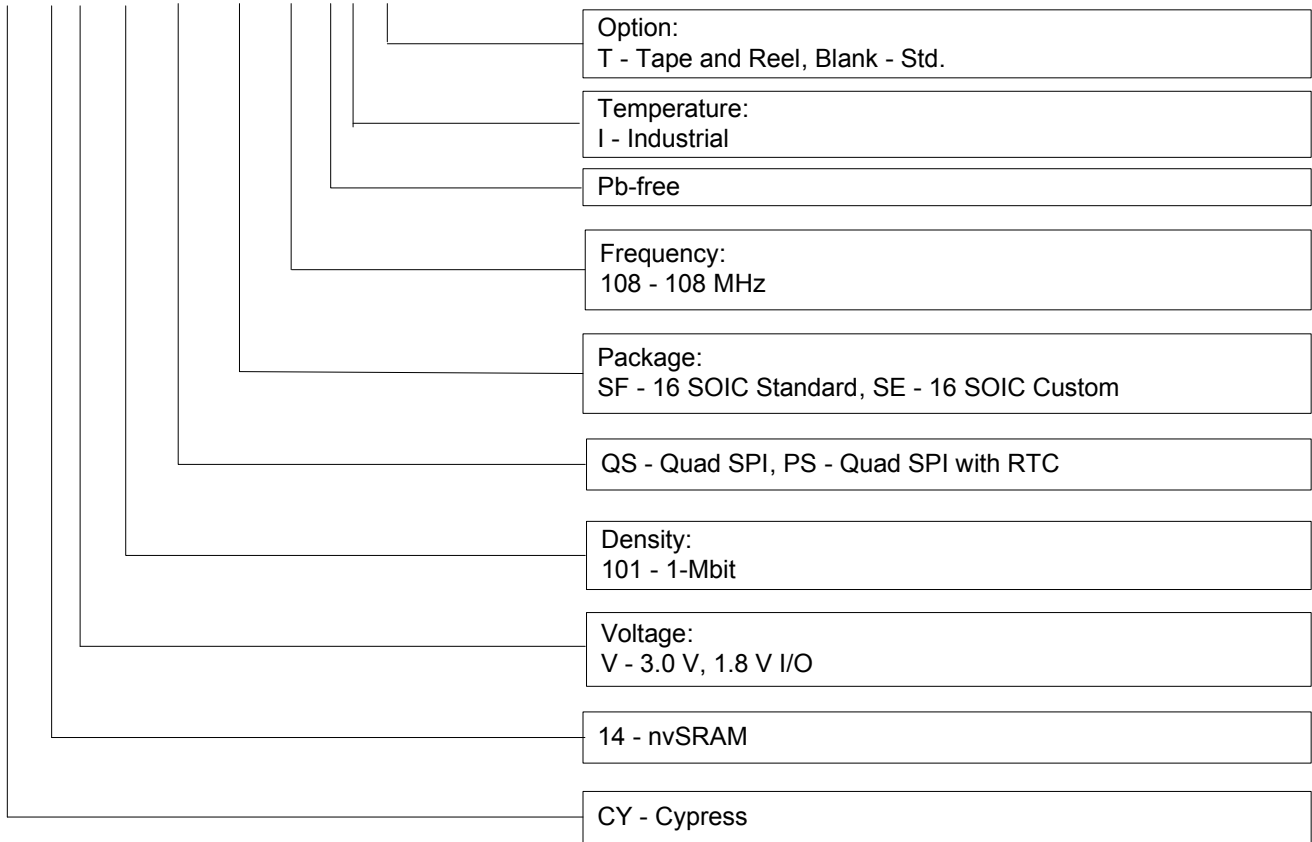 Option:
T - Tape and Reel, Blank - Std.
Temperature:
I - Industrial
Pb-free
Frequency:
108 - 108 MHz
Package:
SF - 16 SOIC Standard, SE - 16 SOIC Custom
QS - Quad SPI, PS - Quad SPI with RTC
Density:
101 - 1-Mbit
Voltage:
V - 3.0 V, 1.8 V I/O
14 - nvSRAM
CY - Cypress